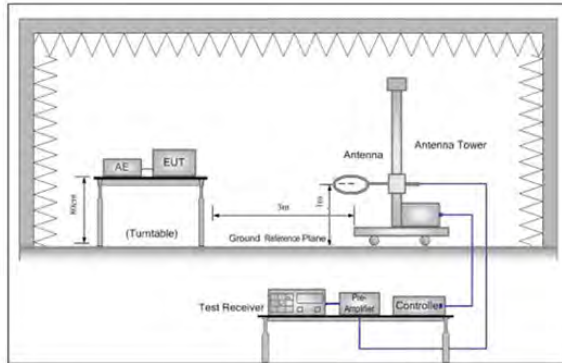 AE
EUT
80cm
(Turntable)
3m
1m
Ground Reference Plane
Antenna
Antenna Tower
Test Receiver
Pre-
Amplifier
Controller